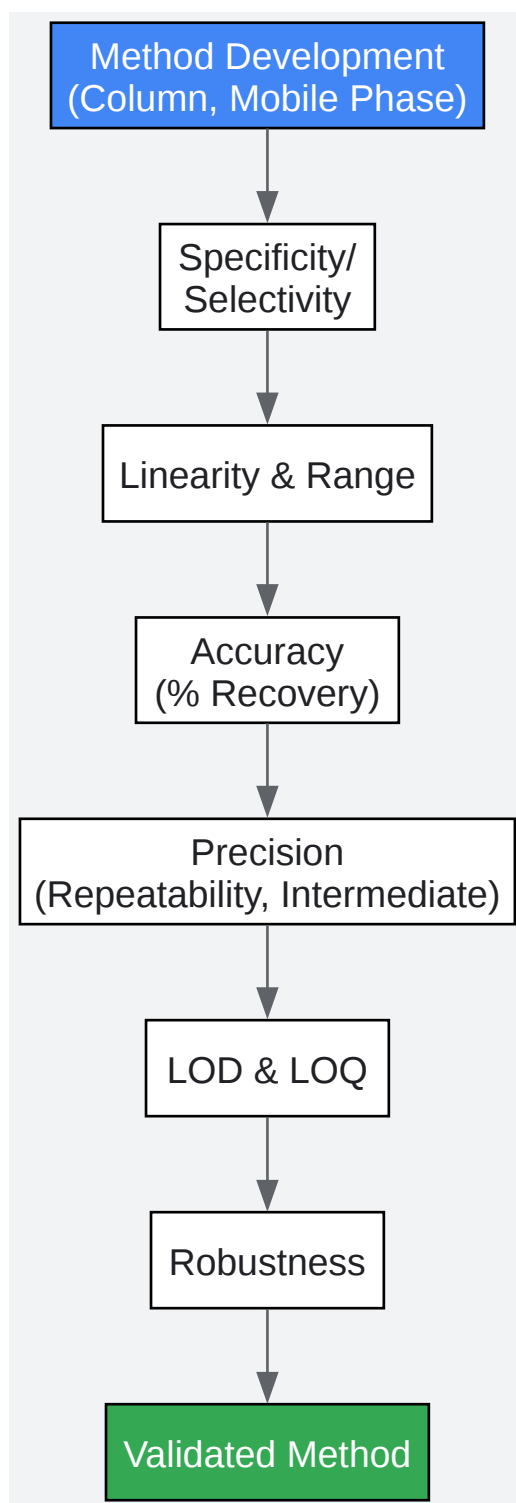 Method Development
(Column, Mobile Phase)
Specificity/
Selectivity
Linearity & Range
Accuracy
(% Recovery)
Precision
(Repeatability, Intermediate)
LOD & LOQ
Robustness
Validated Method